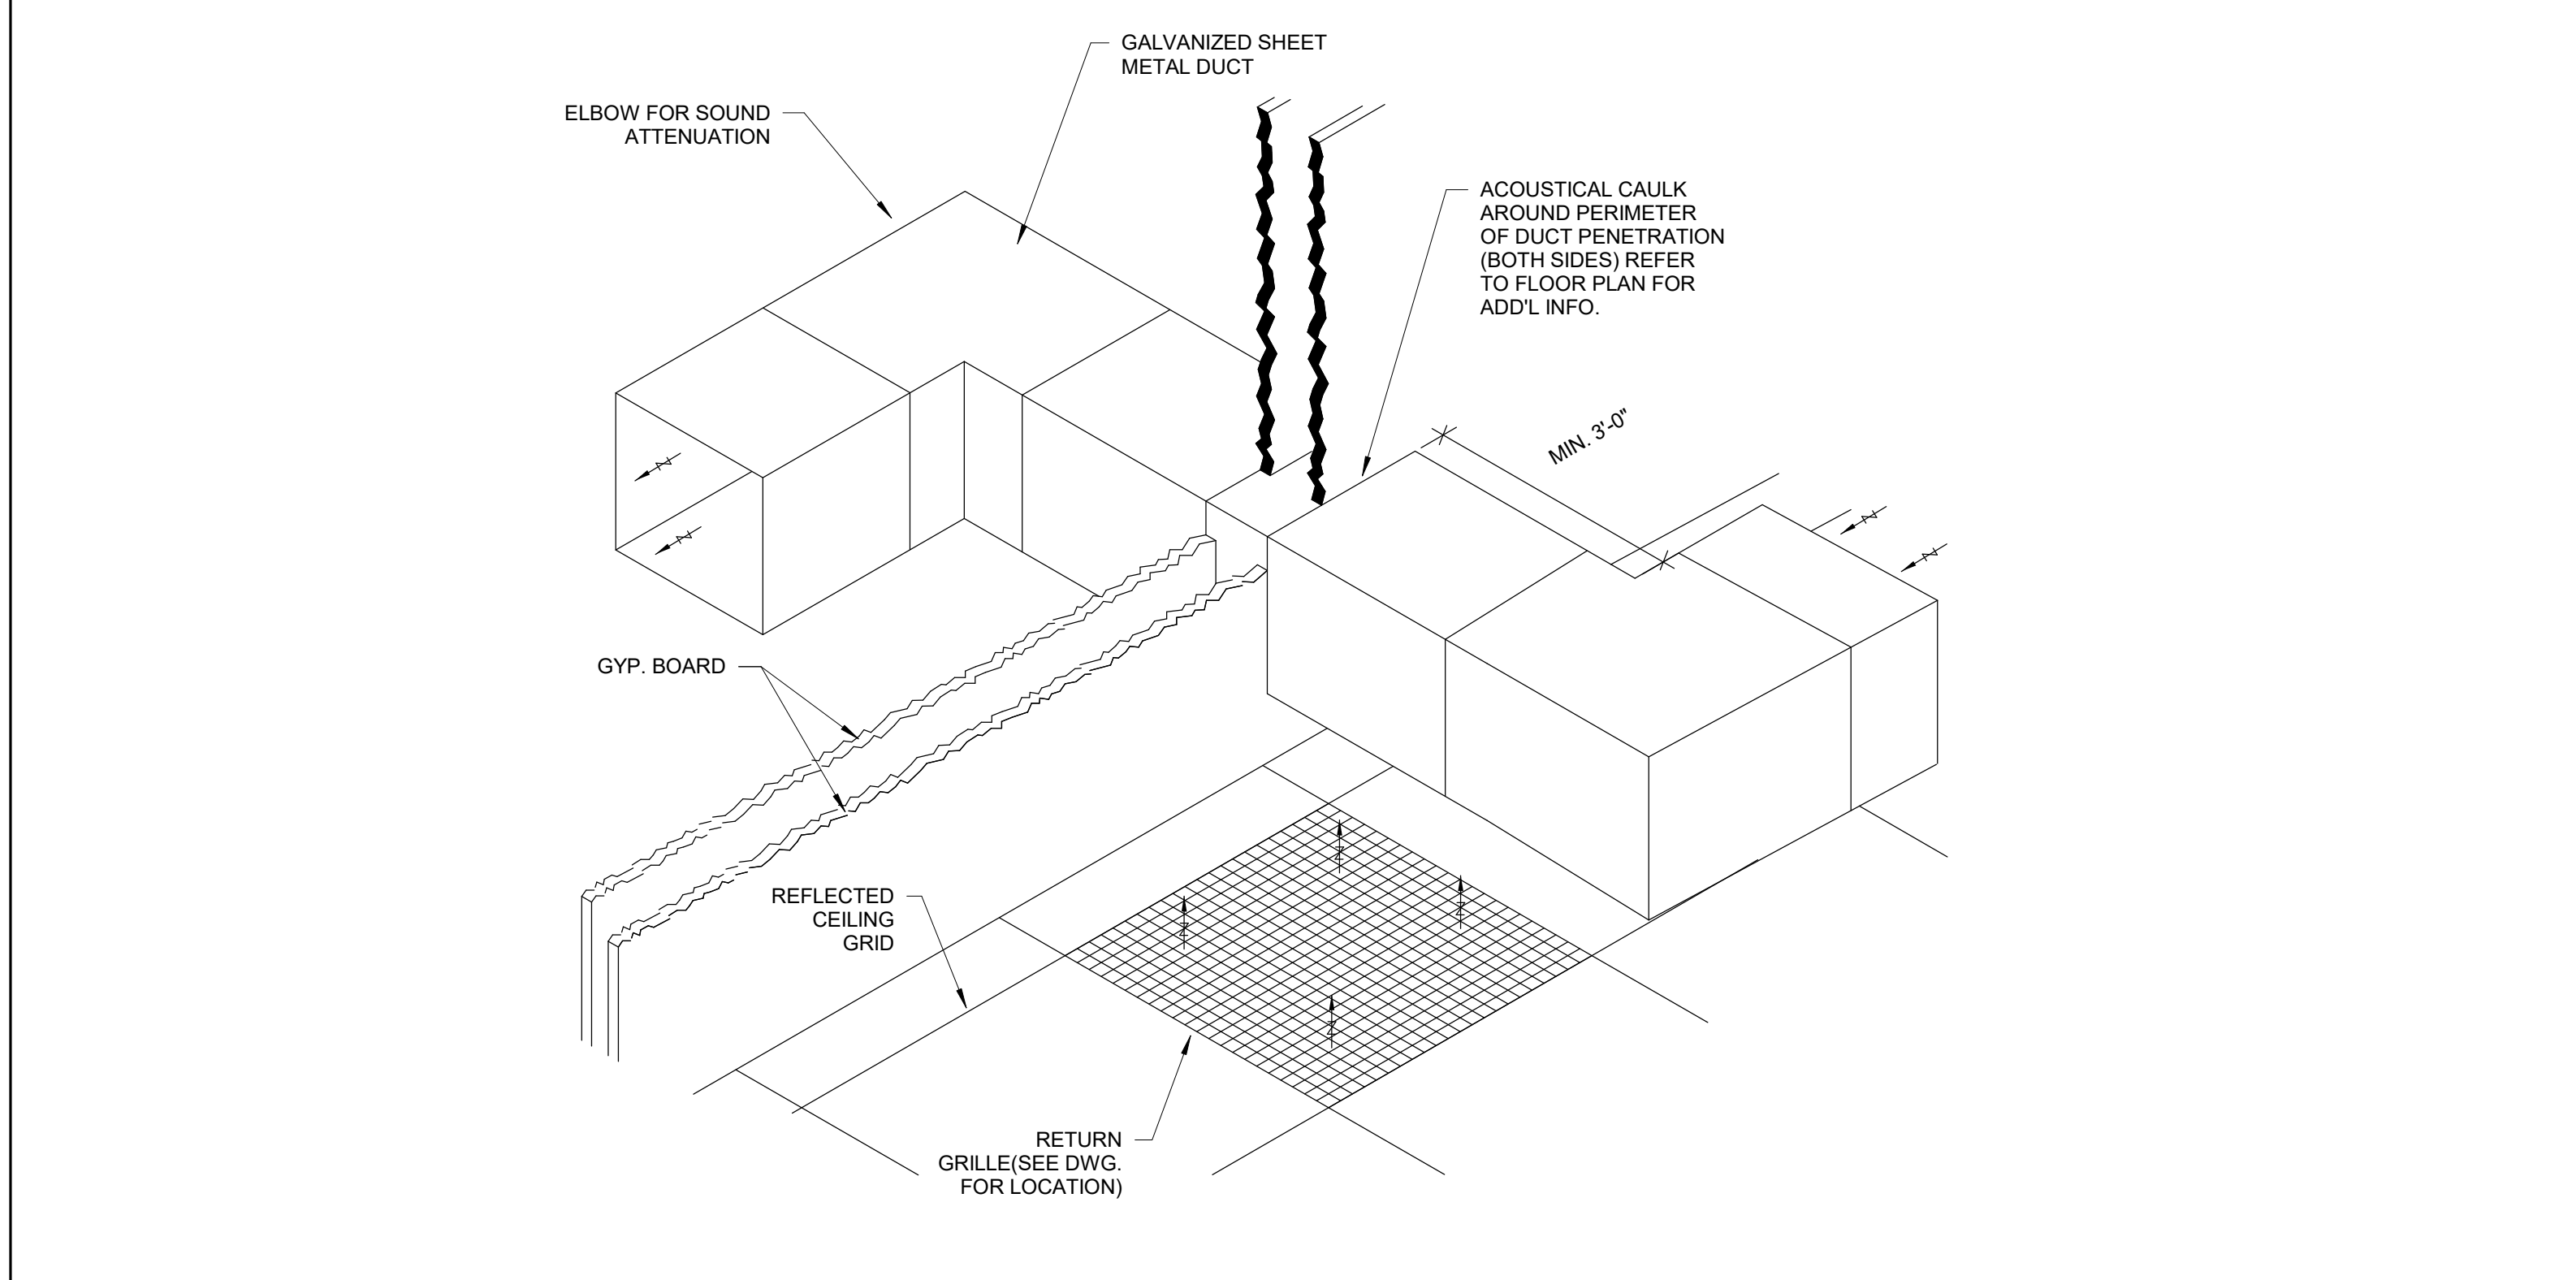 GALVANIZED SHEET
METAL DUCT
ELBOW FOR SOUND
ATTENUATION
ACOUSTICAL CAULK
AROUND PERIMETER
OF DUCT PENETRATION
(BOTH SIDES) REFER
TO FLOOR PLAN FOR
ADD'L INFO.
MIN. 3'-0"
GYP. BOARD
REFLECTED
CEILING
GRID
RETURN
GRILLE(SEE DWG.
FOR LOCATION)